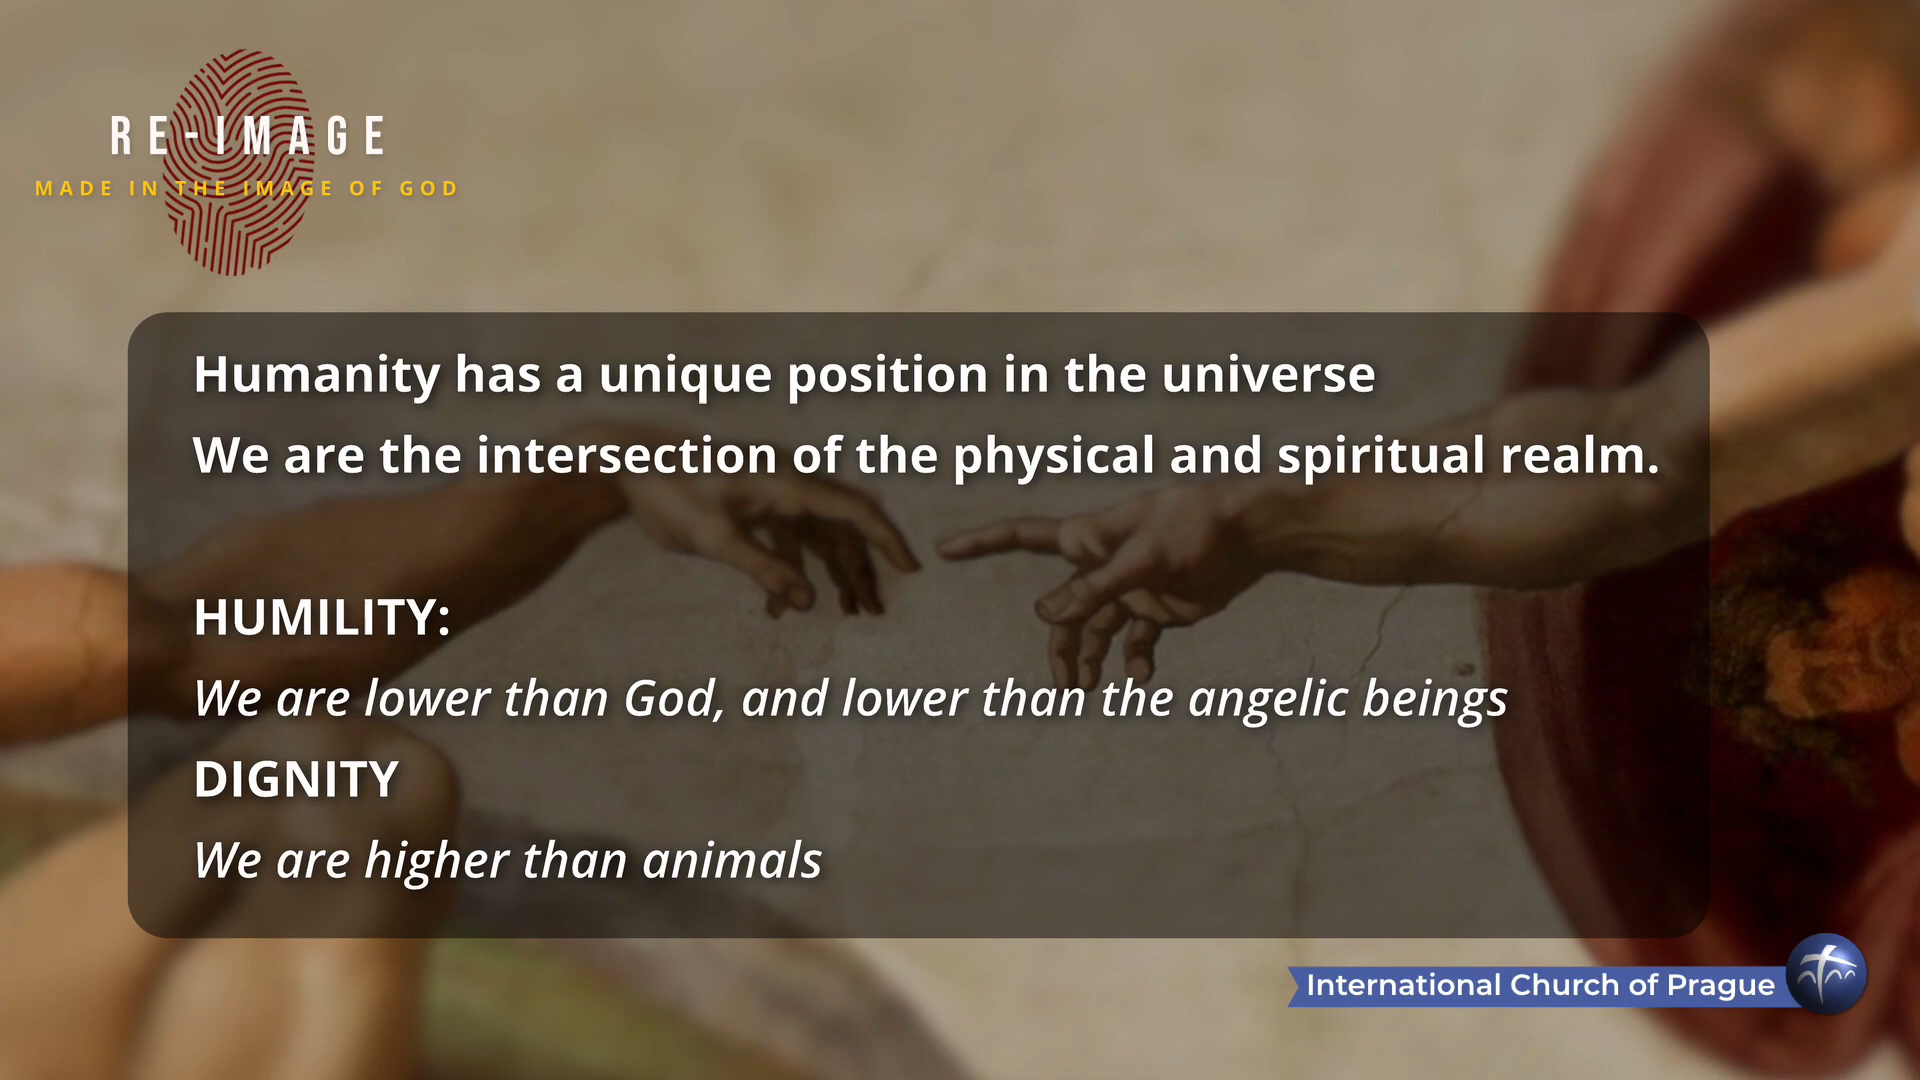 RE-IMAGE
MADE IN THE IMAGE OF GOD
Humanity has a unique position in the universe
We are the intersection of the physical and spiritual realm.
HUMILITY:
We are lower than God, and lower than the angelic beings
DIGNITY
We are higher than animals
International Church of Prague